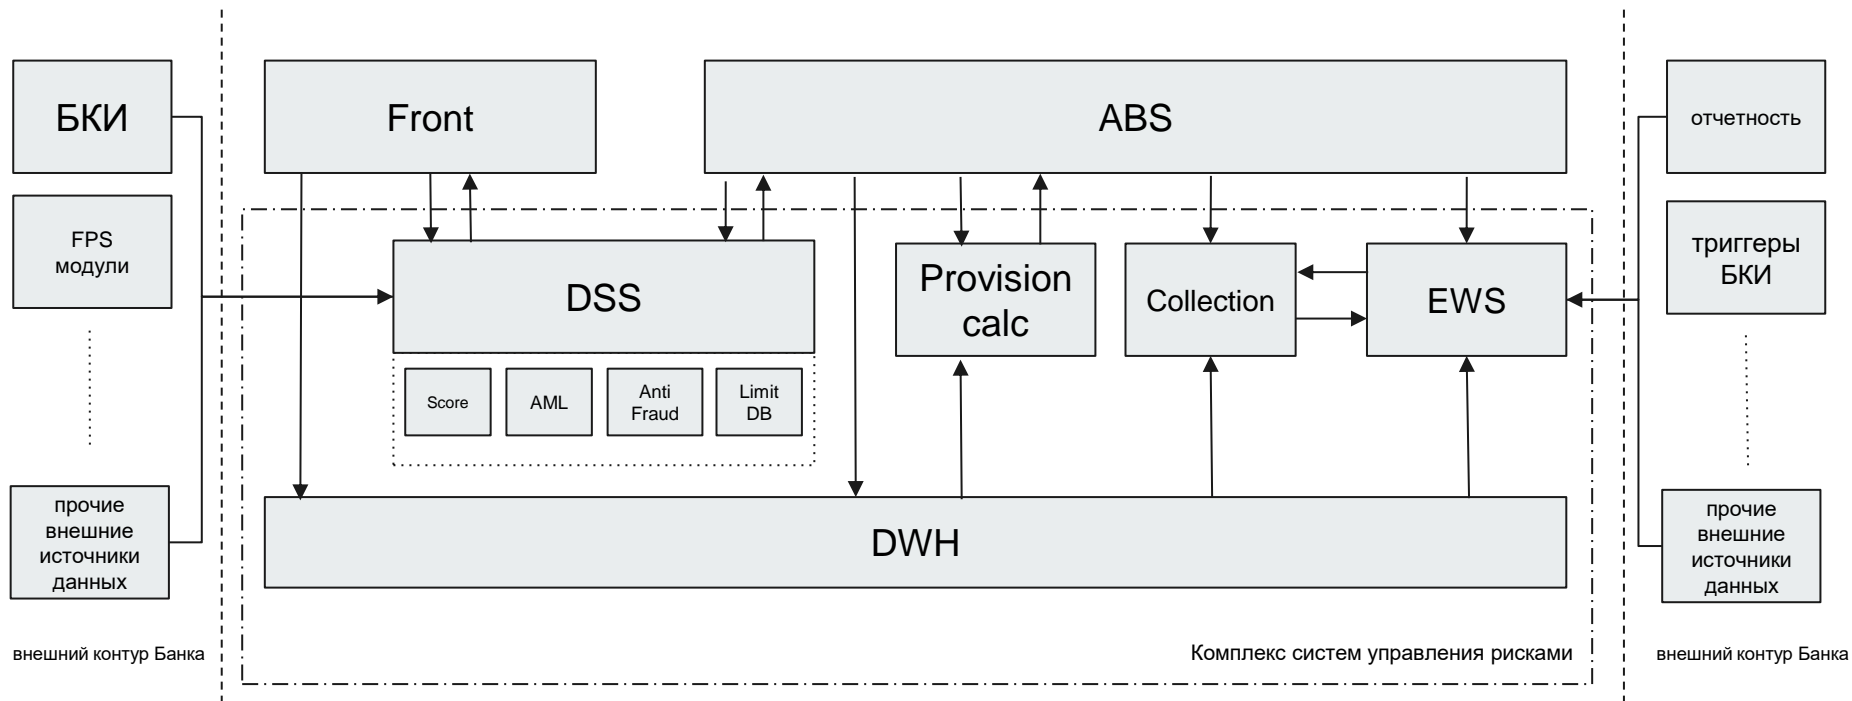 БКИ
Front
ABS
отчетность
FPS
модули
триггеры
БКИ
DSS
Provision
calc
Collection
EWS
Score
AML
Anti
Fraud
Limit
DB
прочие
внешние
источники
данных
DWH
прочие
внешние
источники
данных
внешний контур Банка
Комплекс систем управления рисками
внешний контур Банка